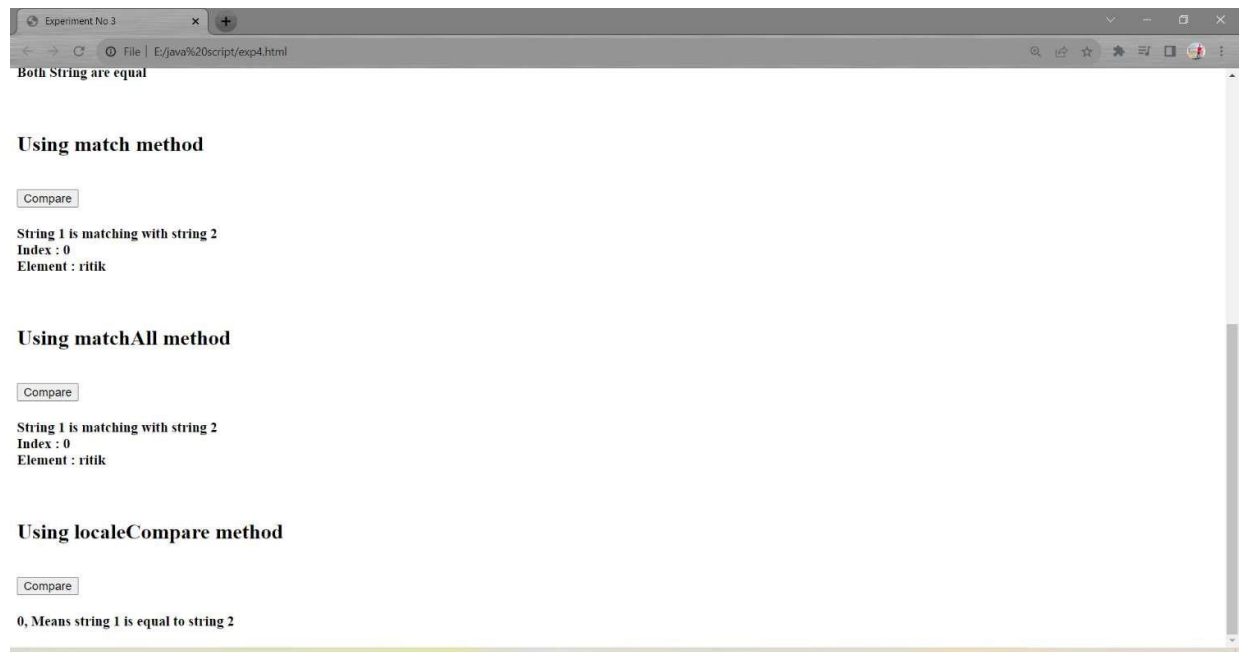 Experiment No 3
File | E:/java%20script/exp4.html
Both String are equal
Using match method
Compare
String 1 is matching with string 2
Index : 0
Element : ritik
Using matchAll method
Compare
String 1 is matching with string 2
Index : 0
Element : ritik
Using localeCompare method
Compare
0, Means string 1 is equal to string 2